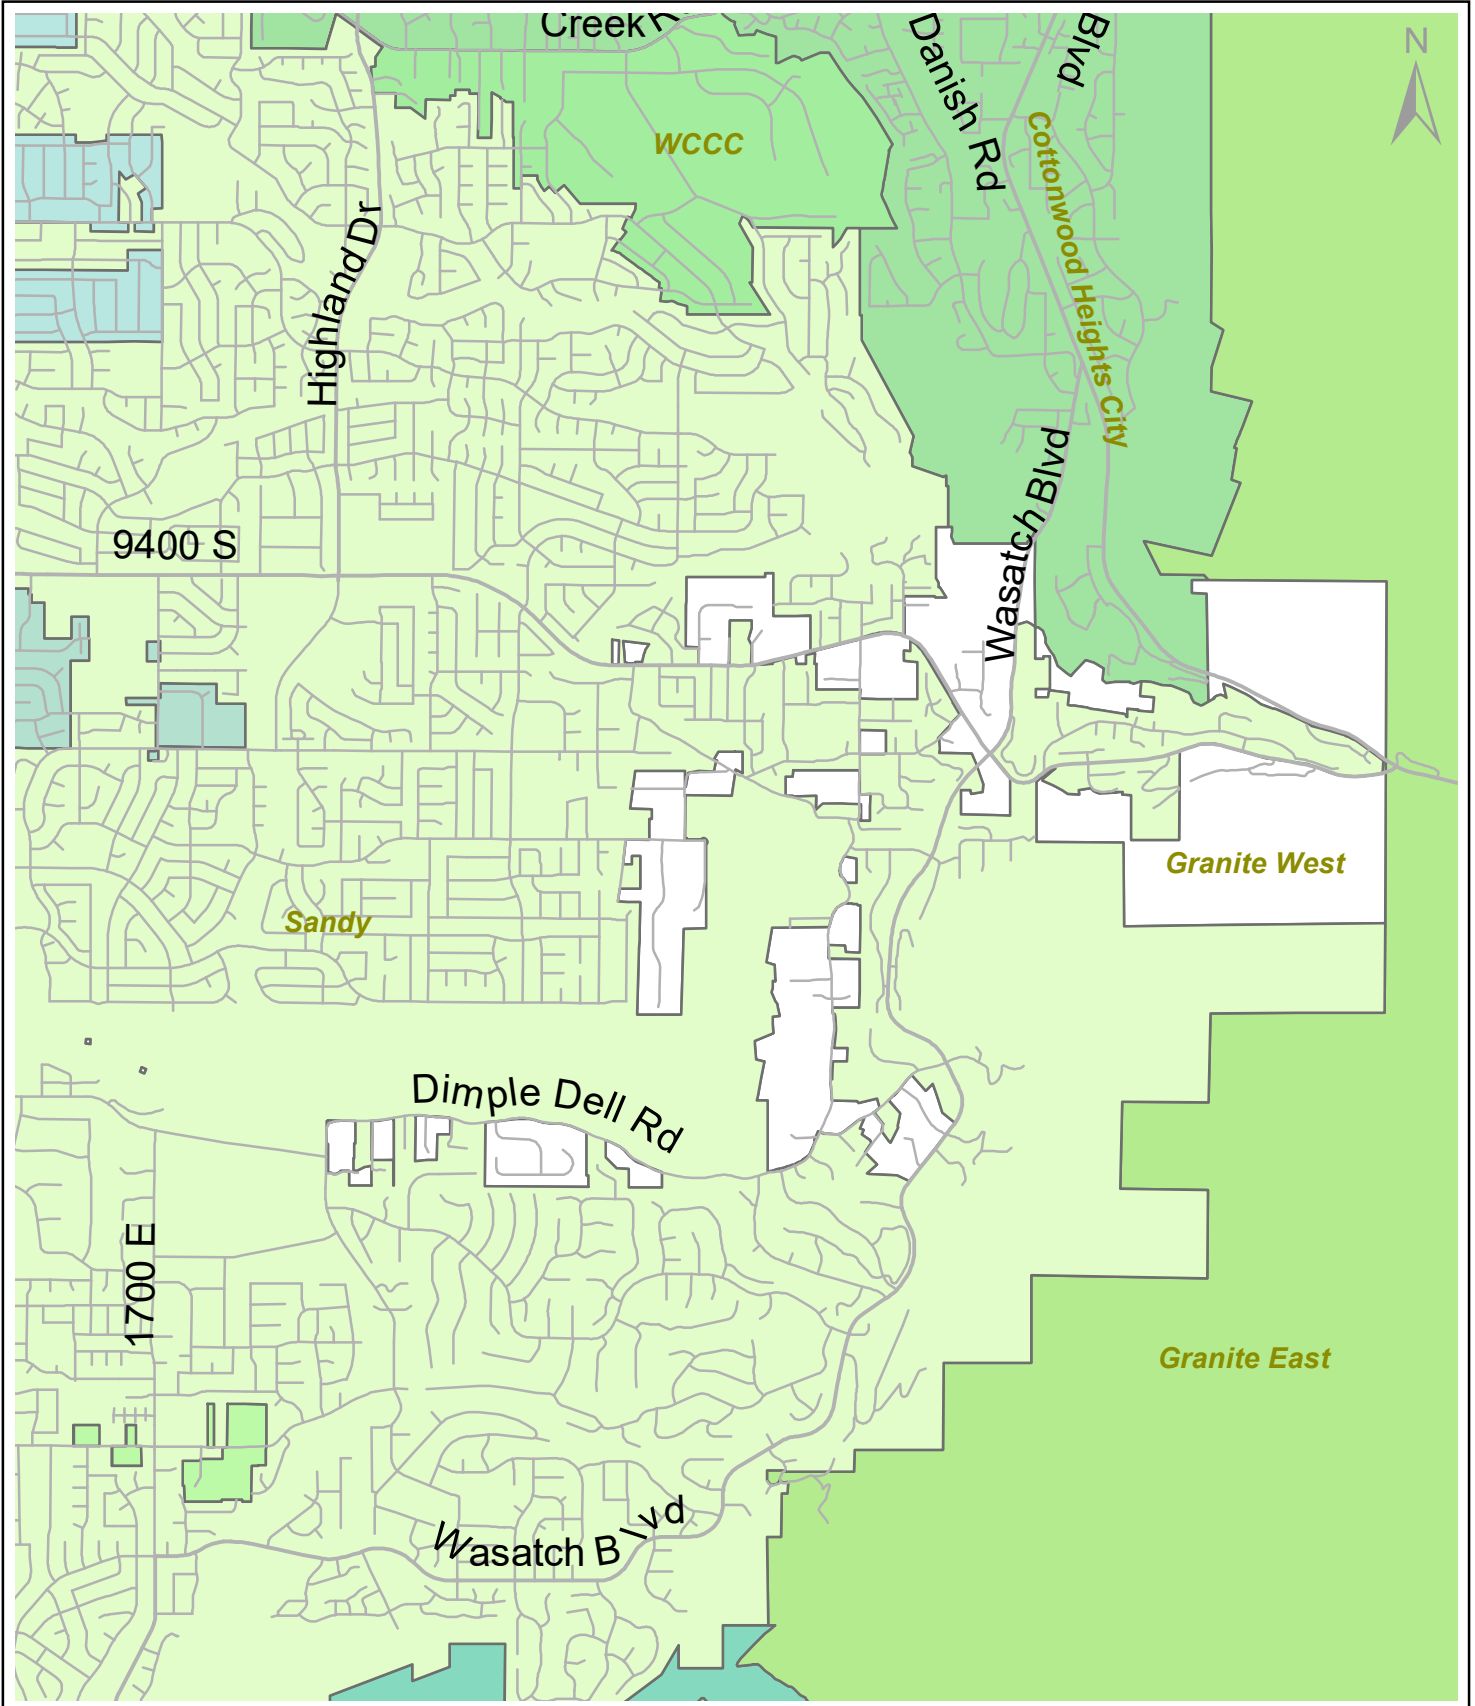 Creek R
Danish Rd
Blvd
N
WCCC
Cottonwood Heights City
Highland Dr
Wasatch Blvd
9400 S
Granite West
Sandy
Dimple Dell Rd
1700 E
Granite East
Wasatch Blvd